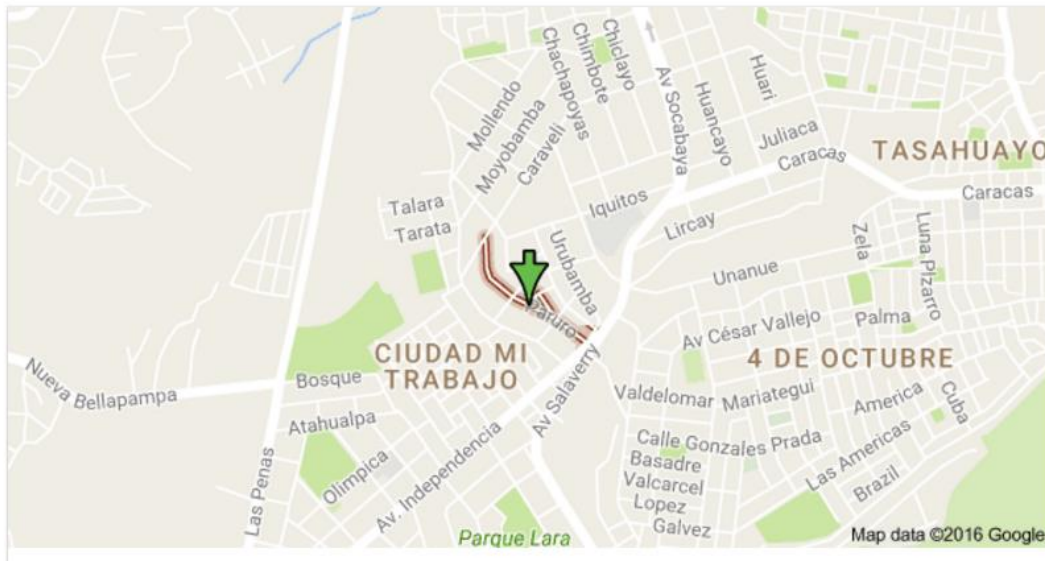 Chiclayo
Chimbote
Chachapoyas
Mollendo
Moyobamba
Caraveli
Av Socabaya
Huancayo
Huari
Juliaca
Caracas
TASAHUAYO
Caracas
Talara
Tarata
Iquitos
Lircay
Urubamba
Unanue
Zela
Luna PIzarro
Paruro
Av César Vallejo
Palma
CIUDAD MI
TRABAJO
4 DE OCTUBRE
Nueva Bellapampa
Bosque
Atahualpa
Olimpica
Las Penas
Av. Independencia
Av Salaverry
Valdelomar
Mariategui
America
Cuba
Calle Gonzales Prada
Las Americas
Basadre
Valcarcel
Brazil
Lopez
Galvez
Parque Lara
Map data ©2016 Google